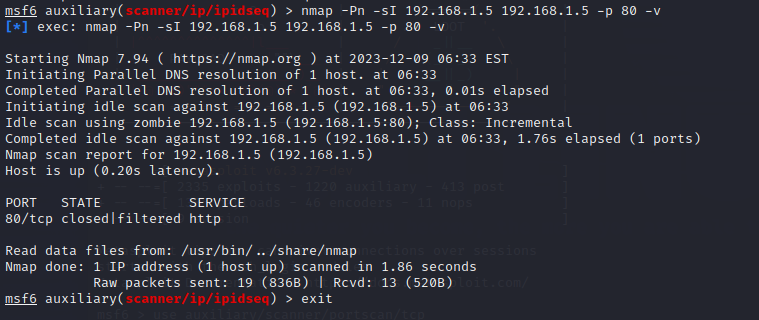 msf6 auxiliary(scanner/ip/ipidseq) > nmap -Pn -sI 192.168.1.5 192.168.1.5 -p 80 -v
[*] exec: nmap -Pn -sI 192.168.1.5 192.168.1.5 -p 80 -v
Starting Nmap 7.94 ( https://nmap.org ) at 2023-12-09 06:33 EST
Initiating Parallel DNS resolution of 1 host. at 06:33
Completed Parallel DNS resolution of 1 host. at 06:33, 0.01s elapsed
Initiating idle scan against 192.168.1.5 (192.168.1.5) at 06:33
Idle scan using zombie 192.168.1.5 (192.168.1.5:80); Class: Incremental
Completed idle scan against 192.168.1.5 (192.168.1.5) at 06:33, 1.76s elapsed (1 ports)
Nmap scan report for 192.168.1.5 (192.168.1.5)
Host is up (0.20s latency).
PORT   STATE           SERVICE
80/tcp closed|filtered http
Read data files from: /usr/bin/../share/nmap
Nmap done: 1 IP address (1 host up) scanned in 1.86 seconds
Raw packets sent: 19 (836B) | Rcvd: 13 (520B)
msf6 auxiliary(scanner/ip/ipidseq) > exit
msf6 > use auxiliary/scanner/portscan/tcp